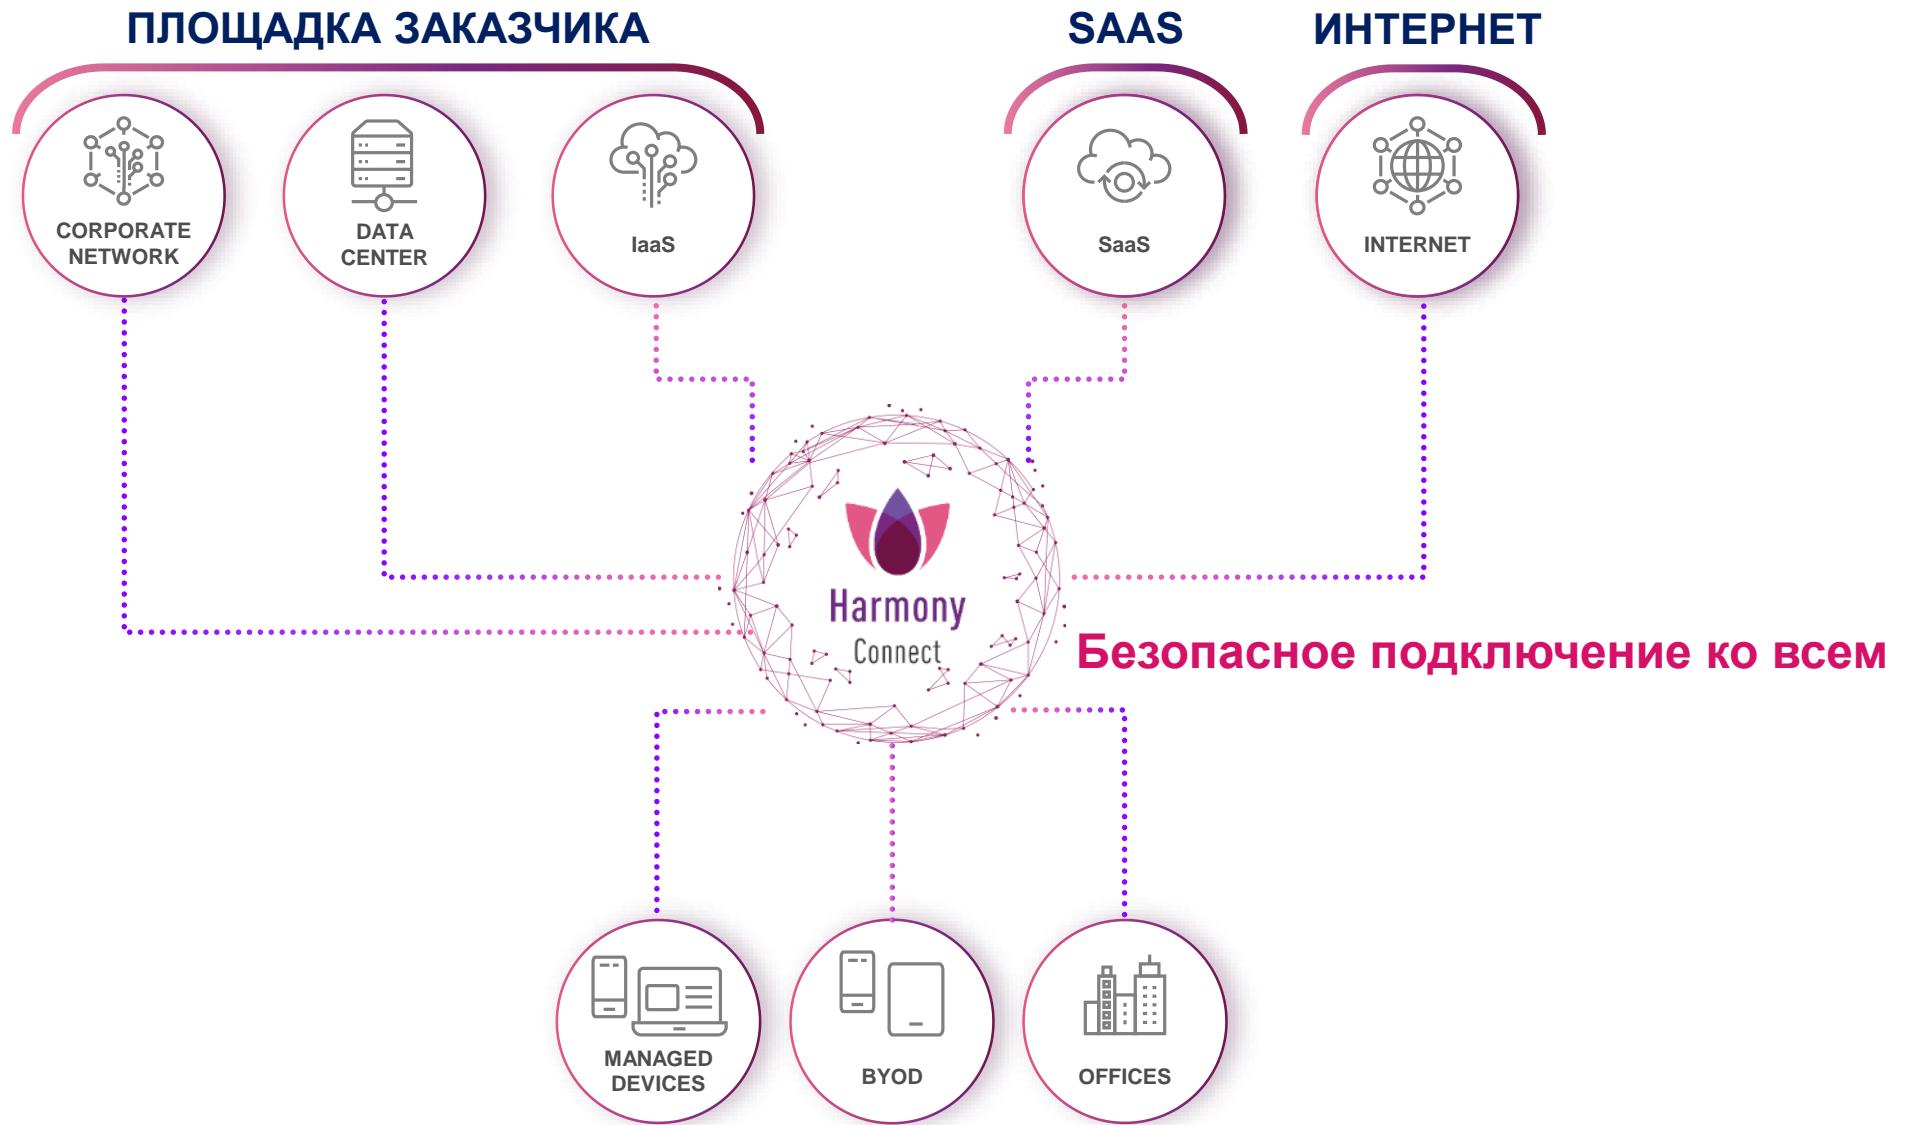 ПЛОЩАДКА ЗАКАЗЧИКА
SAAS
ИНТЕРНЕТ
CORPORATE
NETWORK
DATA
CENTER
IaaS
SaaS
INTERNET
Harmony
Connect
Безопасное подключение ко всем
MANAGED
DEVICES
BYOD
OFFICES